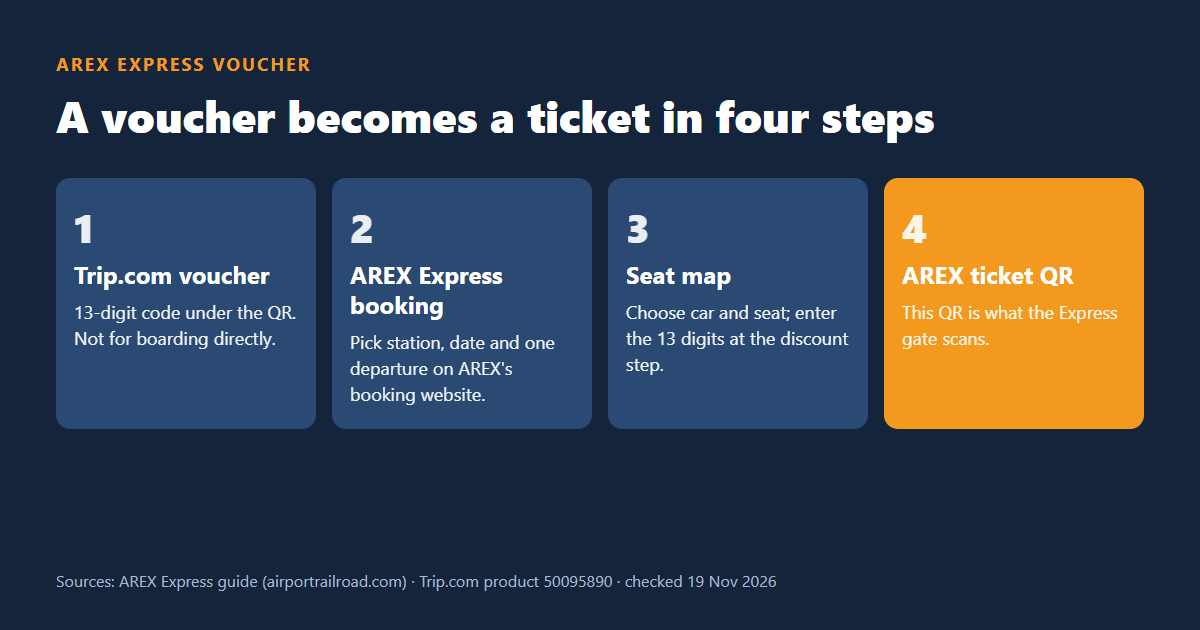 AREX EXPRESS VOUCHER
A voucher becomes a ticket in four steps
1
Trip.com voucher
13-digit code under the QR.
Not for boarding directly.
2
AREX Express
booking
Pick station, date and one
departure on AREX's
booking website.
3
Seat map
Choose car and seat; enter
the 13 digits at the discount
step.
4
AREX ticket QR
This QR is what the Express
gate scans.
Sources: AREX Express guide (airportrailroad.com) · Trip.com product 50095890 · checked 19 Nov 2026